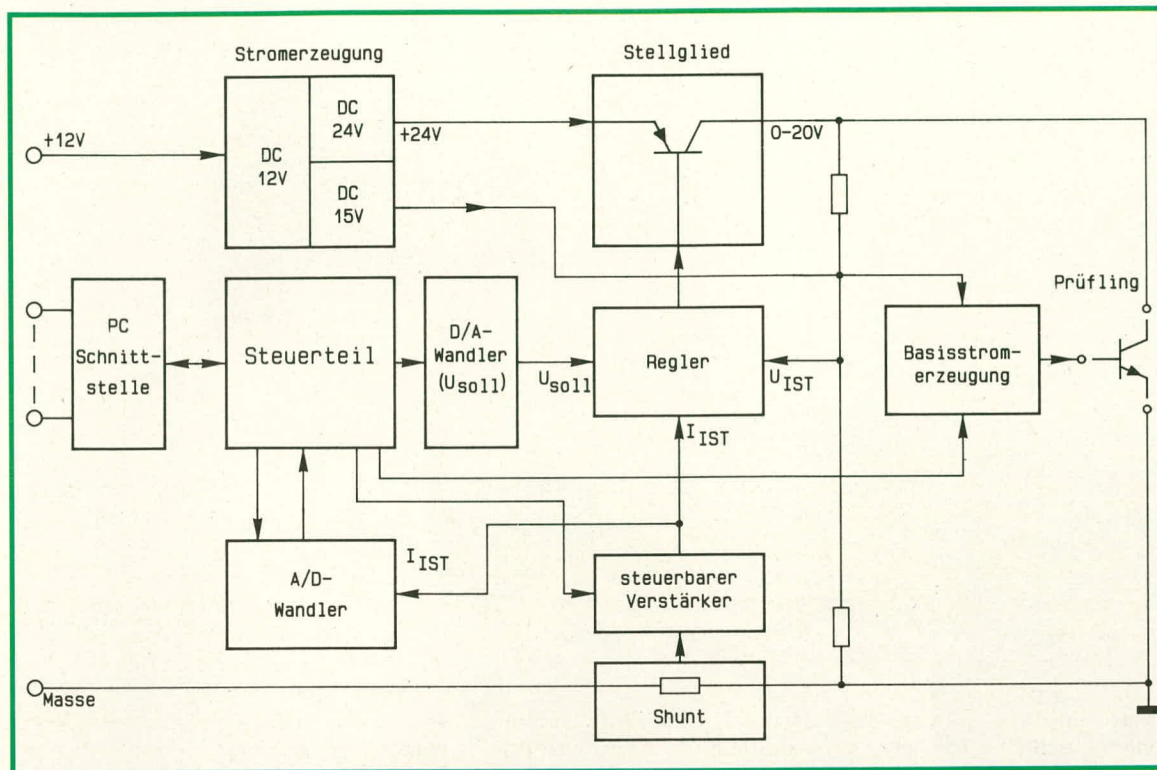 Stromerzeugung
Stellglied
+12V
DC
12V
DC
24V
DC
15V
+24V
0-20V
Prüfling
PC
Schnitt-
stelle
Steuerteil
D/A-
Wandler
(Usoll)
Usoll
Regler
UIST
Basisstrom-
erzeugung
IIST
A/D-
Wandler
IIST
steuerbarer
Verstärker
Masse
Shunt